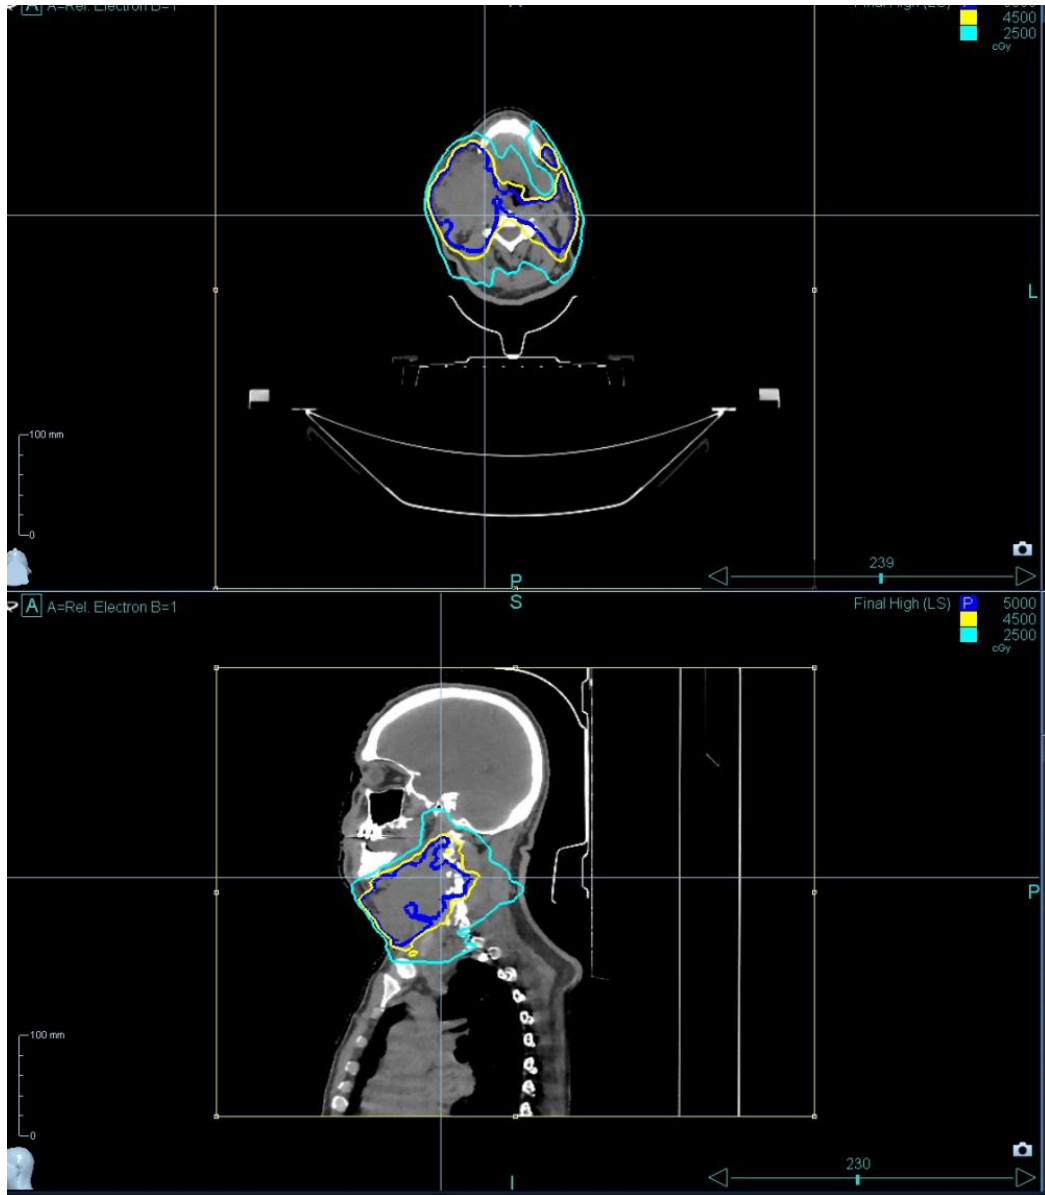 A A=Rel. Electron B=1
Final High (LS) P 5000
4500
2500
cGy
L
100 mm
0
239
P
A A=Rel. Electron B=1
S
Final High (LS) P 5000
4500
2500
cGy
P
100 mm
0
230
I